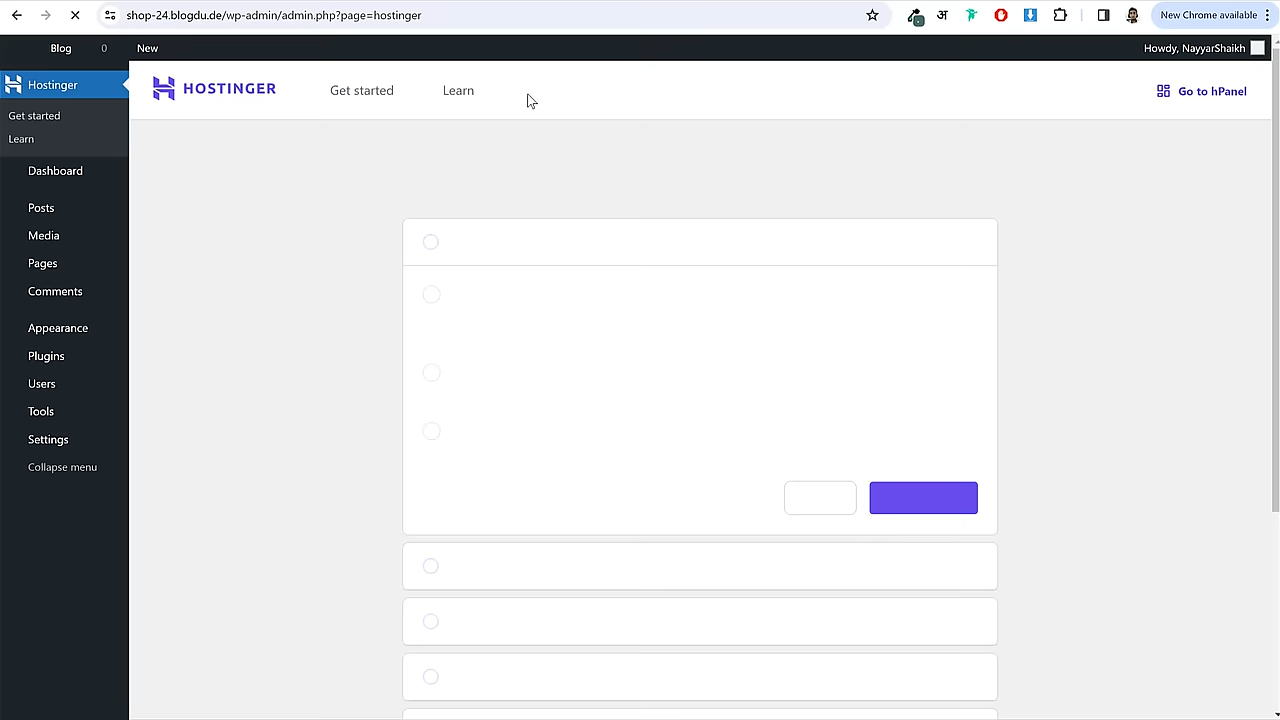 shop-24.blogdu.de/wp-admin/admin.php?page=hostinger
अ
New Chrome available
Blog 0 New
Howdy, NayyarShaikh
Hostinger
Get started
Learn
Dashboard
Posts
Media
Pages
Comments
Appearance
Plugins
Users
Tools
Settings
Collapse menu
HOSTINGER
Get started
Learn
Go to hPanel